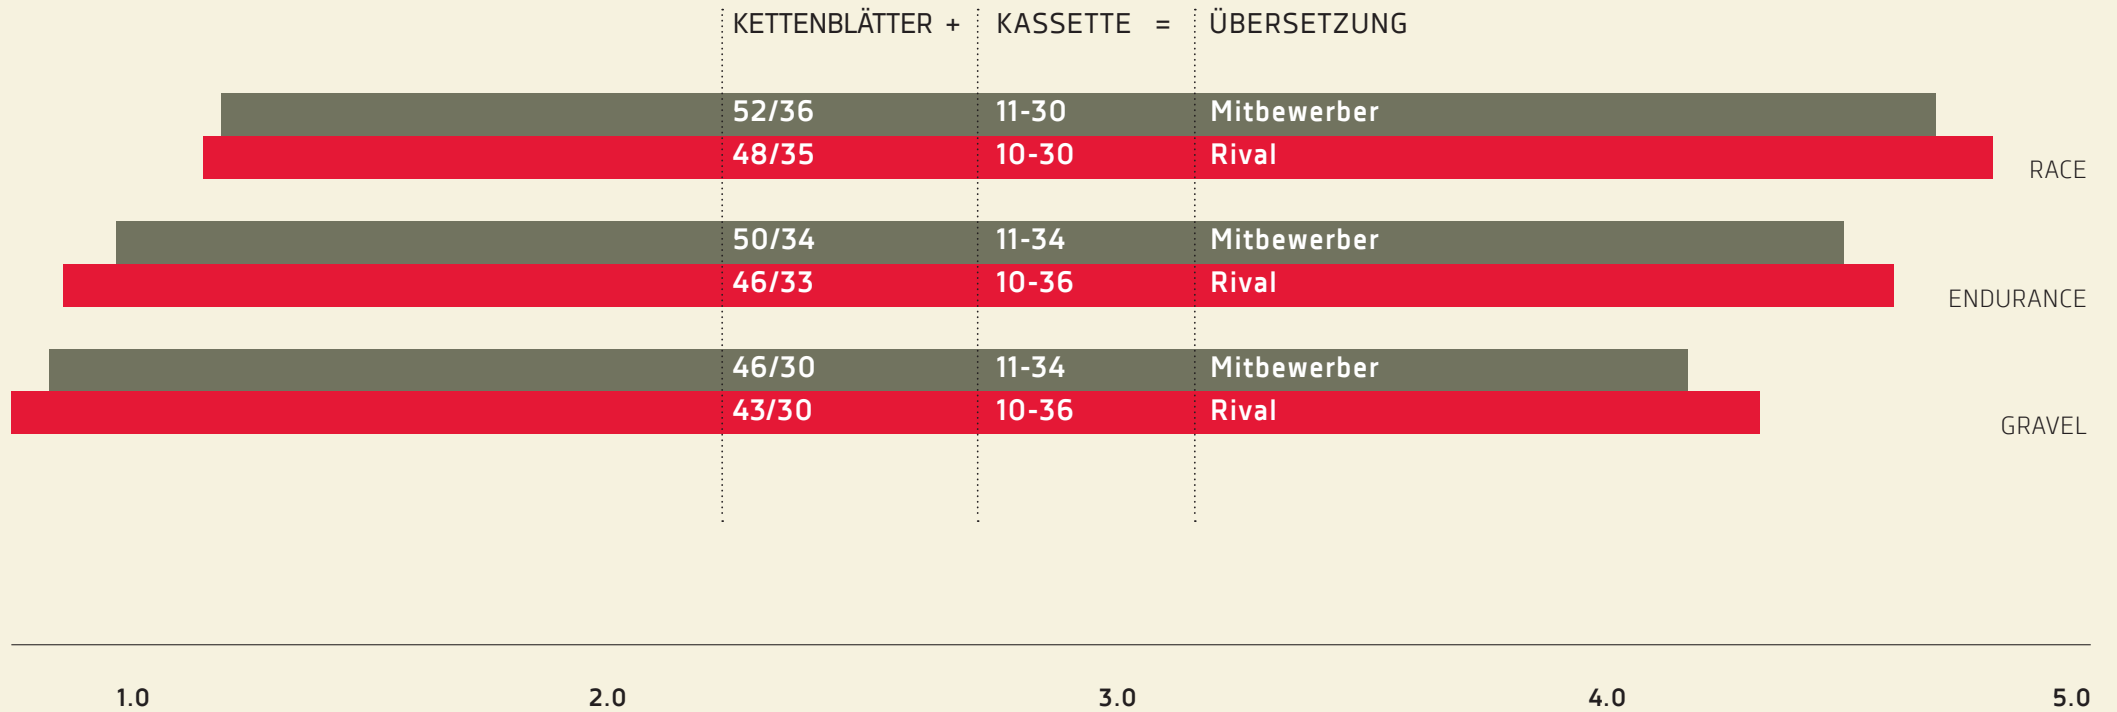 KETTENBLÄTTER + KASSETTE = ÜBERSETZUNG
52/36 11-30 Mitbewerber
48/35 10-30 Rival
RACE
50/34 11-34 Mitbewerber
46/33 10-36 Rival
ENDURANCE
46/30 11-34 Mitbewerber
43/30 10-36 Rival
GRAVEL
1.0 2.0 3.0 4.0 5.0